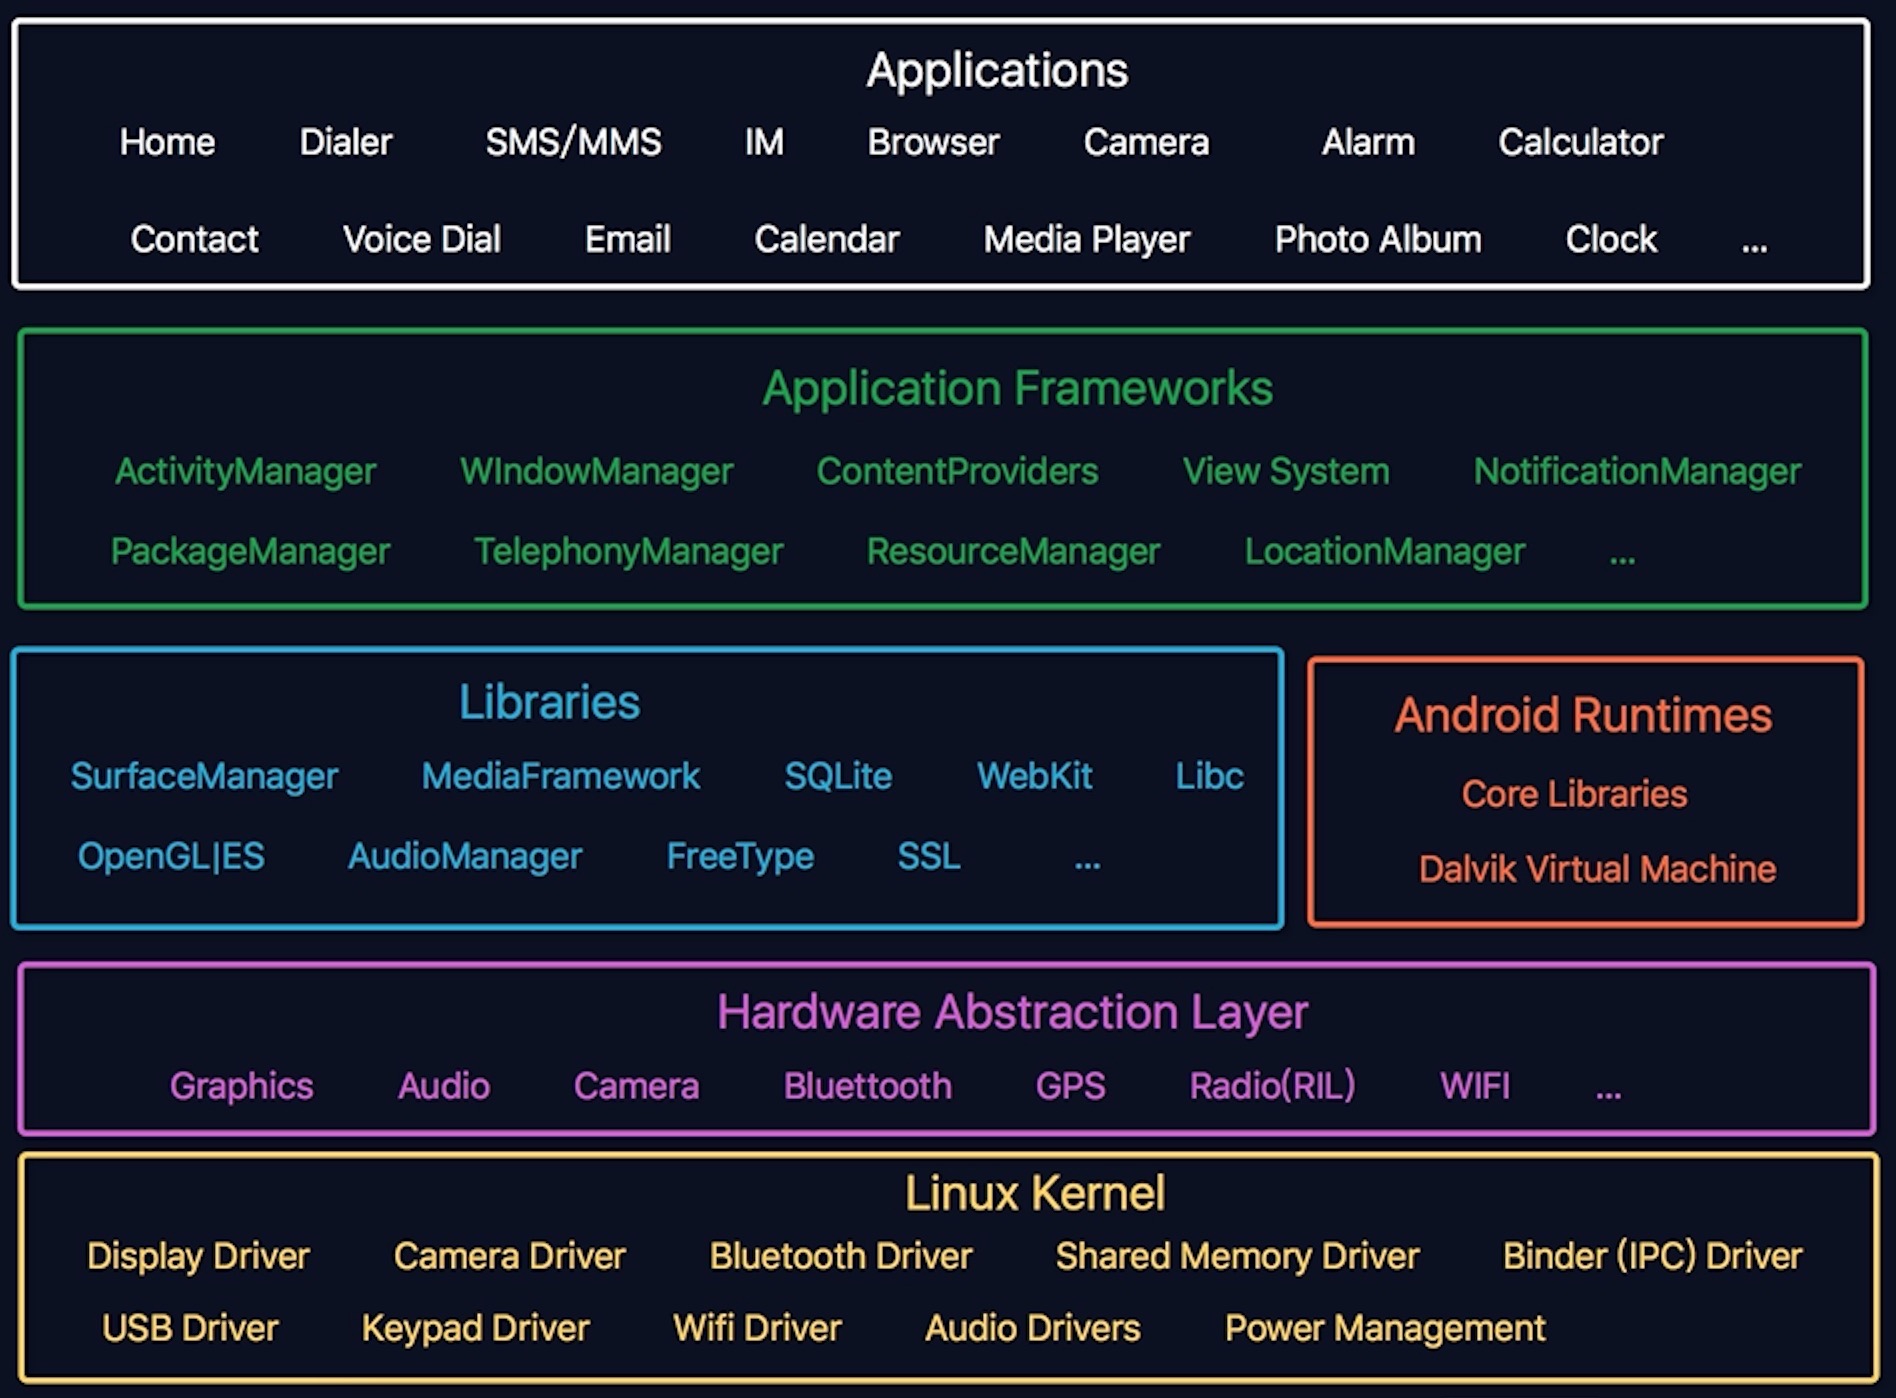 Applications
Home Dialer SMS/MMS IM Browser Camera Alarm Calculator
Contact Voice Dial Email Calendar Media Player Photo Album Clock ...
Application Frameworks
ActivityManager WIndowManager ContentProviders View System NotificationManager
PackageManager TelephonyManager ResourceManager LocationManager ...
Libraries
SurfaceManager MediaFramework SQLite WebKit Libc
OpenGL|ES AudioManager FreeType SSL ...
Android Runtimes
Core Libraries
Dalvik Virtual Machine
Hardware Abstraction Layer
Graphics Audio Camera Bluettooth GPS Radio(RIL) WIFI ...
Linux Kernel
Display Driver Camera Driver Bluetooth Driver Shared Memory Driver Binder (IPC) Driver
USB Driver Keypad Driver Wifi Driver Audio Drivers Power Management